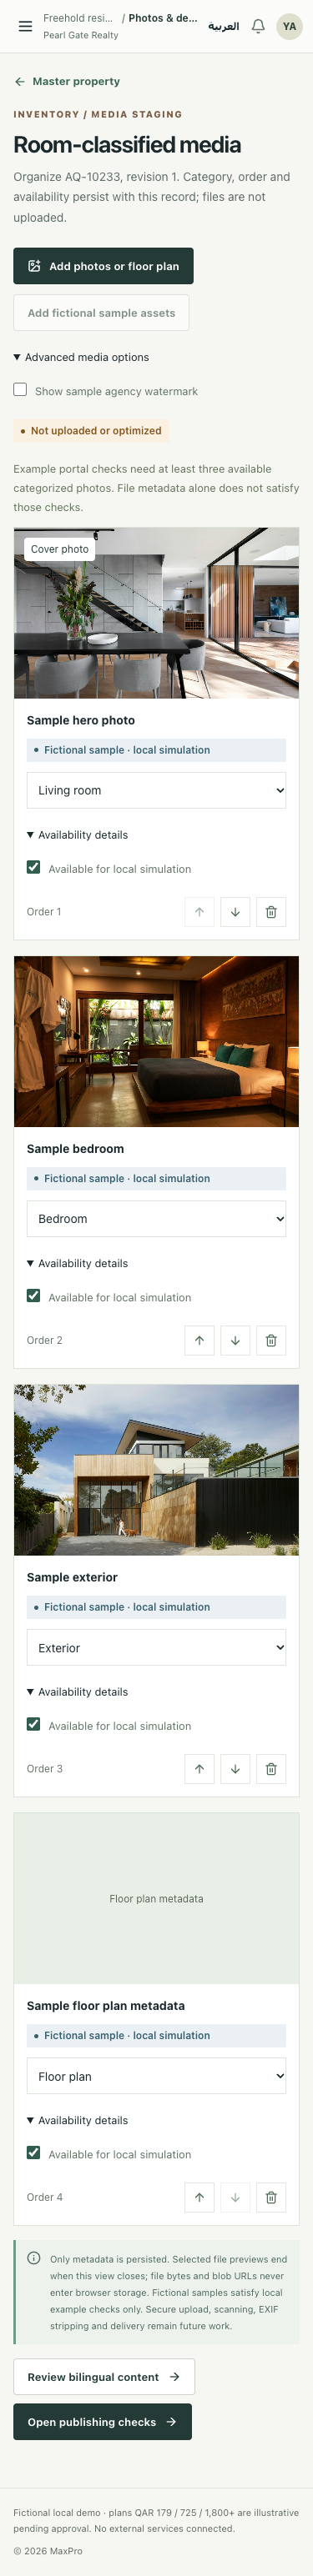 Freehold resi... / Photos & de...
Pearl Gate Realty
العربية
YA
Master property
INVENTORY / MEDIA STAGING
Room-classified media
Organize AQ-10233, revision 1. Category, order and
availability persist with this record; files are not
uploaded.
Add photos or floor plan
Add fictional sample assets
Advanced media options
Show sample agency watermark
Not uploaded or optimized
Example portal checks need at least three available
categorized photos. File metadata alone does not satisfy
those checks.
Cover photo
Sample hero photo
Fictional sample · local simulation
Living room
Availability details
Available for local simulation
Order 1
Sample bedroom
Fictional sample · local simulation
Bedroom
Availability details
Available for local simulation
Order 2
Sample exterior
Fictional sample · local simulation
Exterior
Availability details
Available for local simulation
Order 3
Floor plan metadata
Sample floor plan metadata
Fictional sample · local simulation
Floor plan
Availability details
Available for local simulation
Order 4
Only metadata is persisted. Selected file previews end
when this view closes; file bytes and blob URLs never
enter browser storage. Fictional samples satisfy local
example checks only. Secure upload, scanning, EXIF
stripping and delivery remain future work.
Review bilingual content
Open publishing checks
Fictional local demo · plans QAR 179 / 725 / 1,800+ are illustrative
pending approval. No external services connected.
© 2026 MaxPro